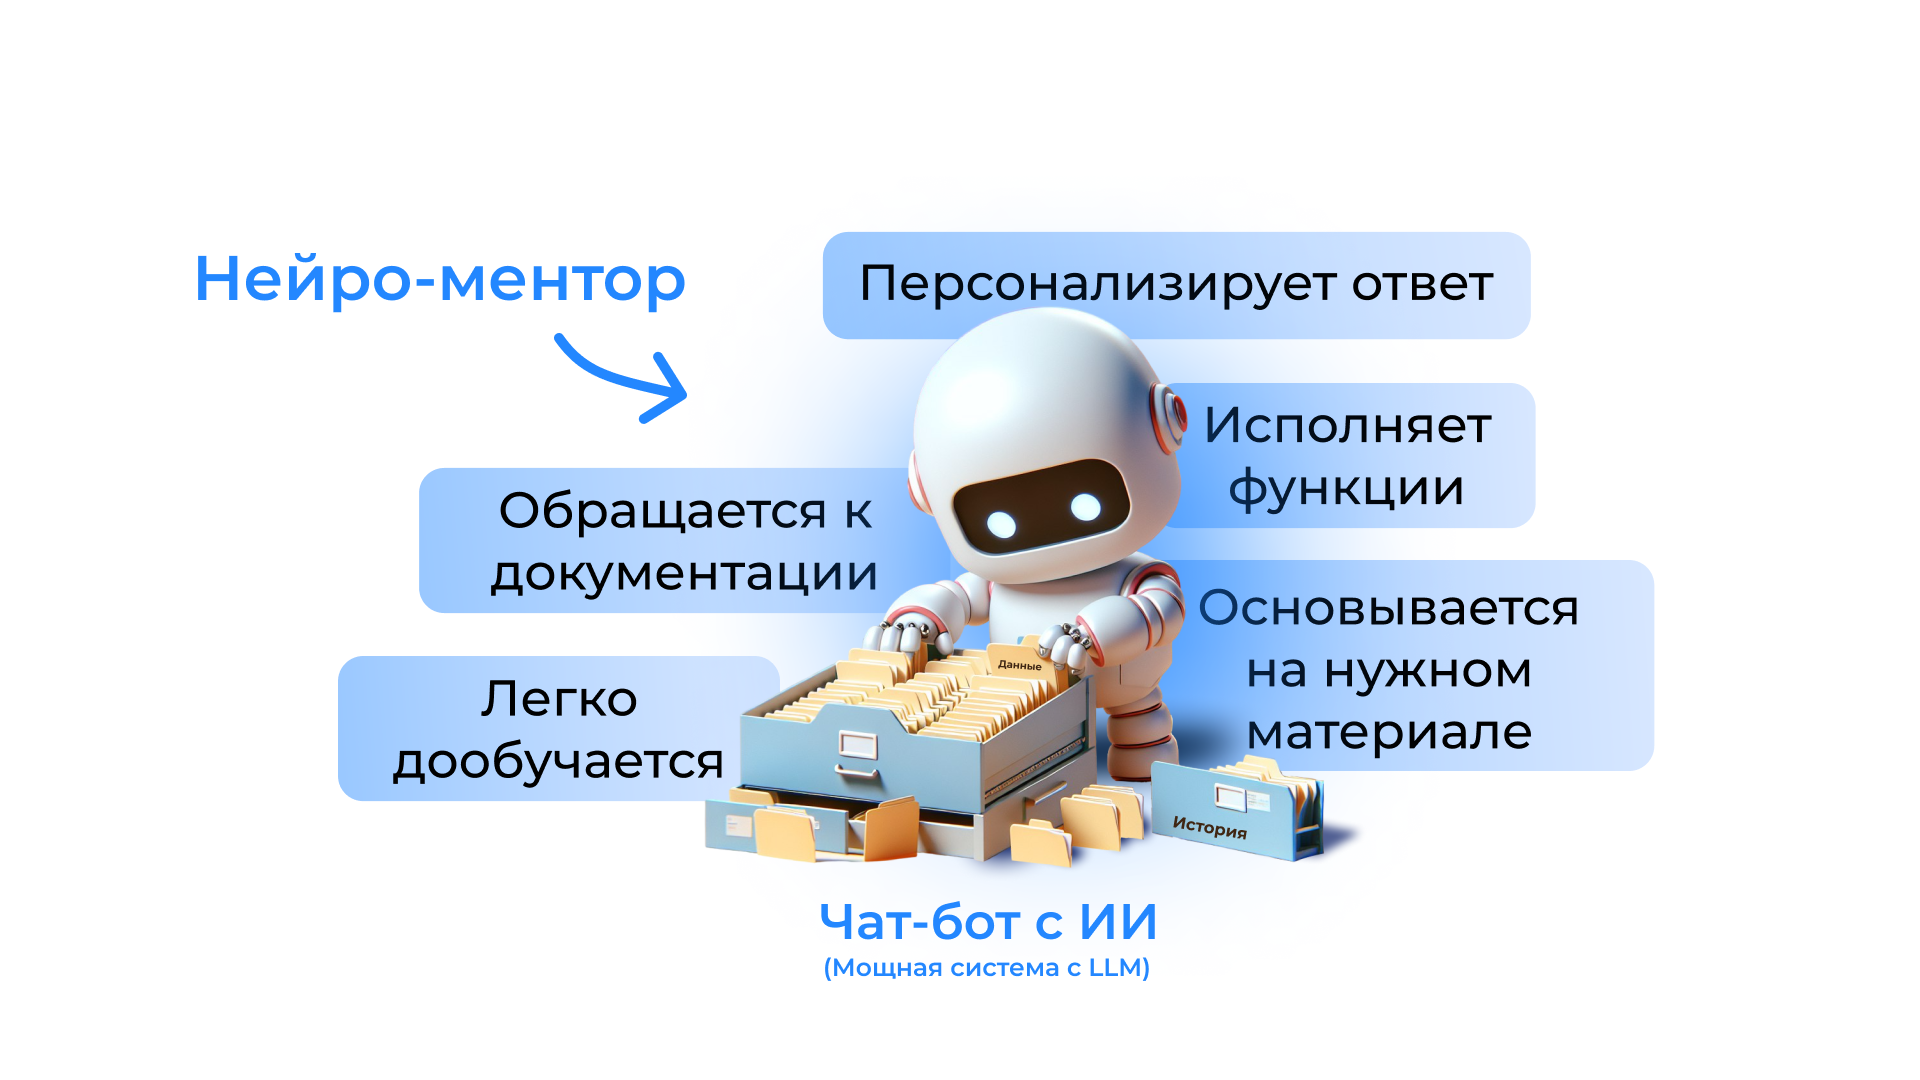 Нейро-ментор
Персонализирует ответ
Исполняет
функции
Обращается к
документации
Основывается
на нужном
материале
Легко
дообучается
Данные
История
Чат-бот с ИИ
(Мощная система с LLM)